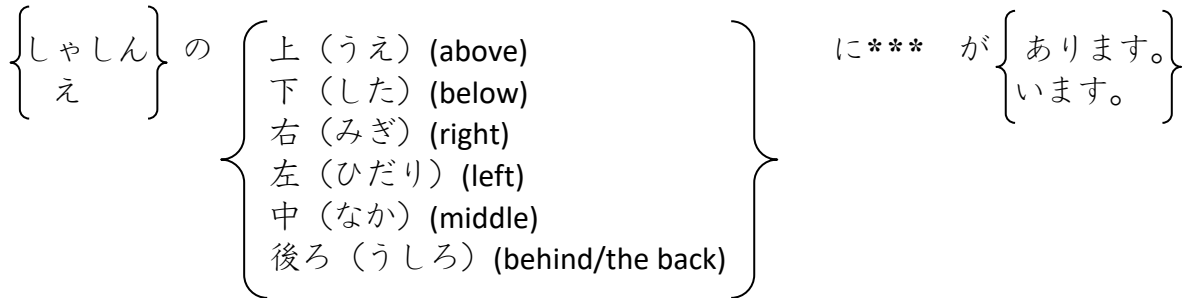 しゃしん の 上（うえ）(above) に*** が あります。
え 下（した）(below) います。
右（みぎ）(right)
左（ひだり）(left)
中（なか）(middle)
後ろ（うしろ）(behind/the back)